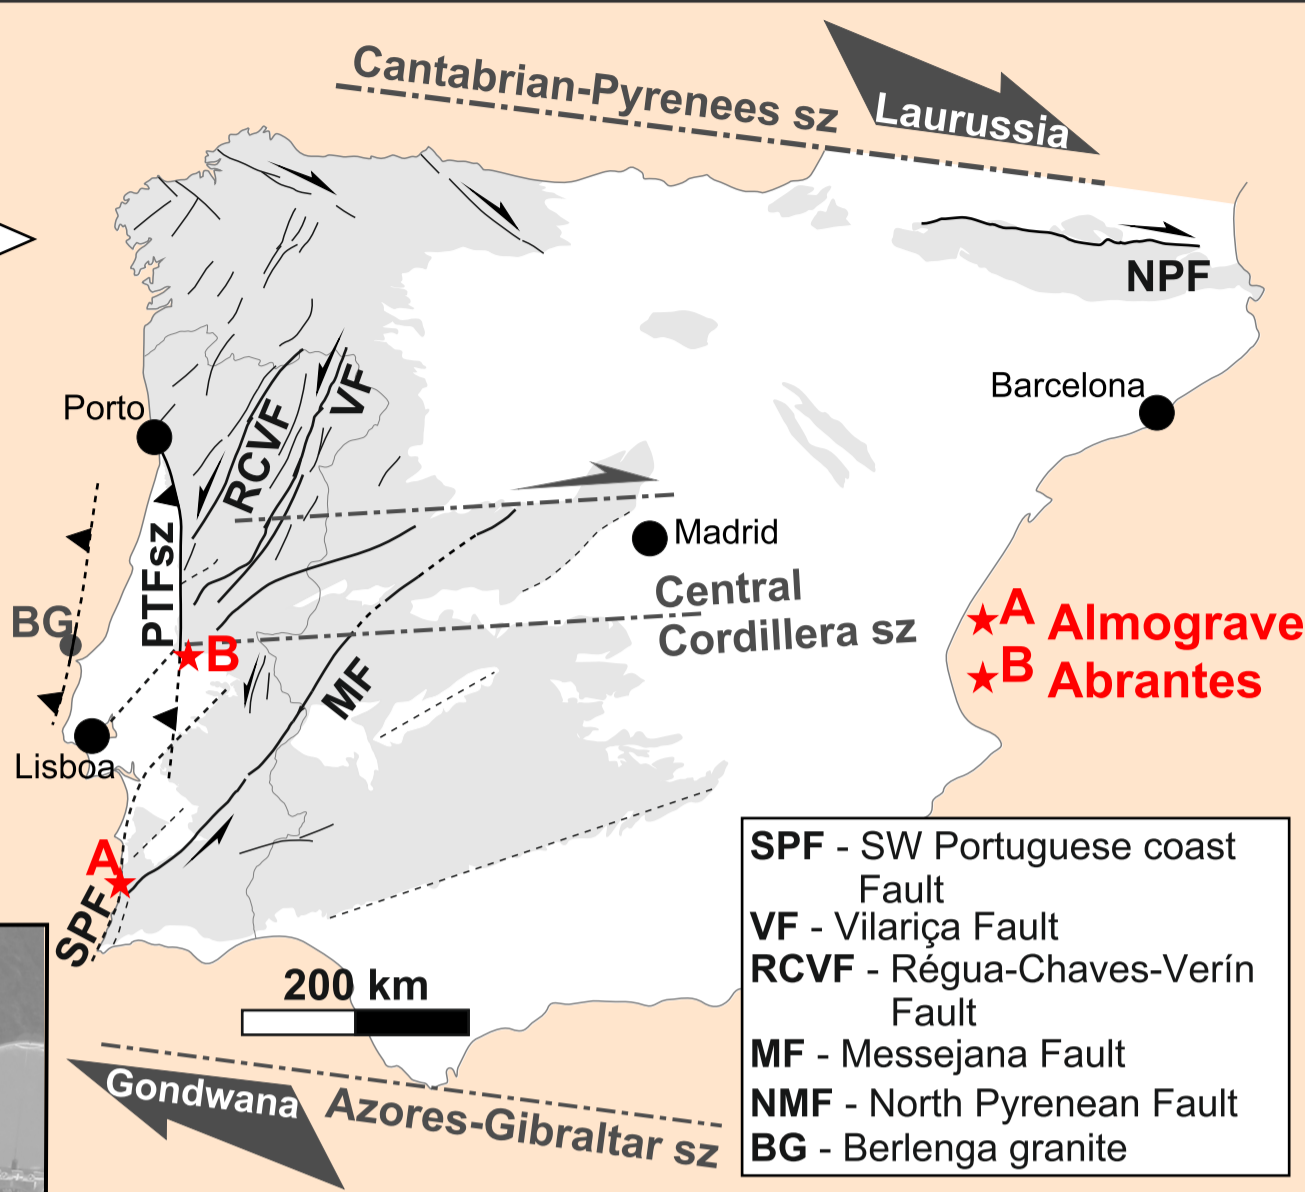 Cantabrian-Pyrenees sz
Laurussia
NPF
Barcelona
Porto
VF
RCVF
PTFsz
Madrid
Central
Cordillera sz
BG
B
MF
Lisboa
A
SPF
A Almograve
B Abrantes
200 km
Gondwana
Azores-Gibraltar sz
SPF - SW Portuguese coast
Fault
VF - Vilariça Fault
RCVF - Régua-Chaves-Verín
Fault
MF - Messejana Fault
NMF - North Pyrenean Fault
BG - Berlenga granite